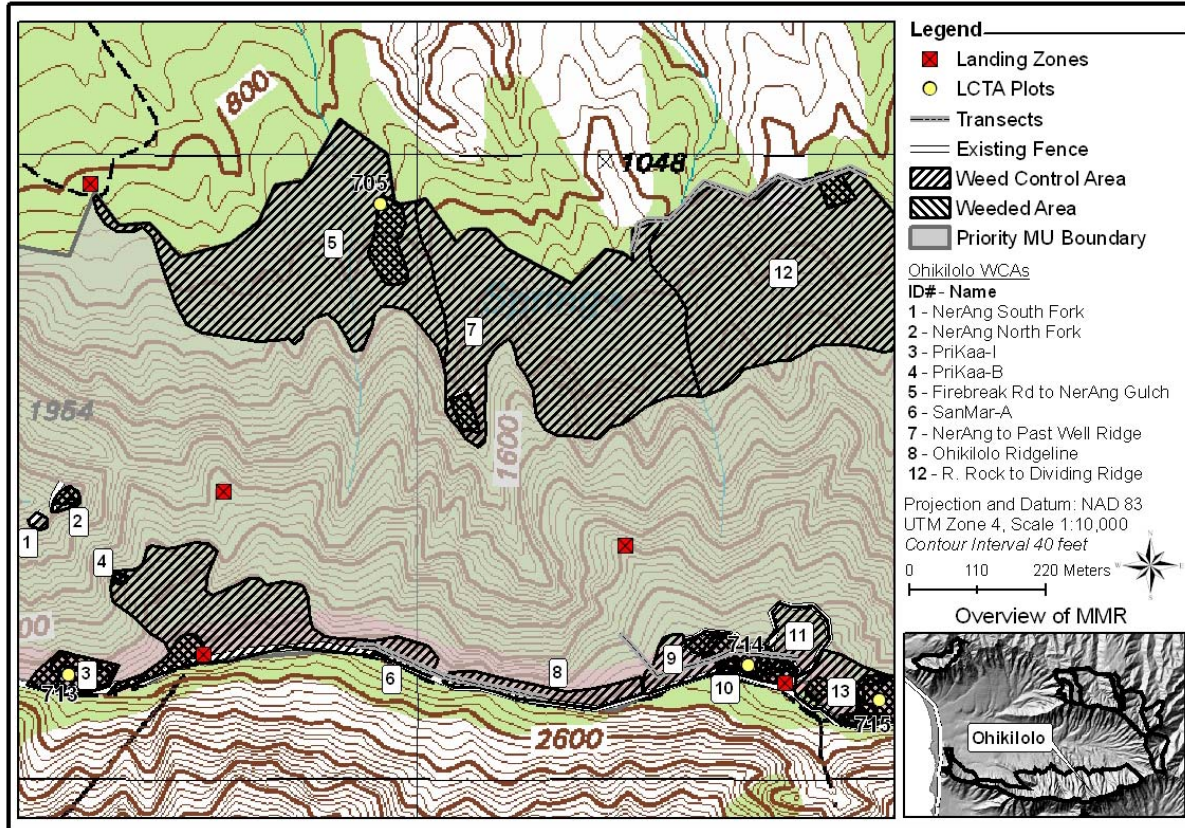 800
1048
705
5
12
7
1954
1600
1
2
4
00
3
713
6
8
9
714
11
10
13
715
2600
Legend
Landing Zones
LCTA Plots
Transects
Existing Fence
Weed Control Area
Weeded Area
Priority MU Boundary
Ohikilolo WCAs
ID# - Name
1 - NerAng South Fork
2 - NerAng North Fork
3 - PriKaa-I
4 - PriKaa-B
5 - Firebreak Rd to NerAng Gulch
6 - SanMar-A
7 - NerAng to Past Well Ridge
8 - Ohikilolo Ridgeline
12 - R. Rock to Dividing Ridge
Projection and Datum: NAD 83
UTM Zone 4, Scale 1:10,000
Contour Interval 40 feet
0 110 220 Meters
N
W E
S
Overview of MMR
Ohikilolo